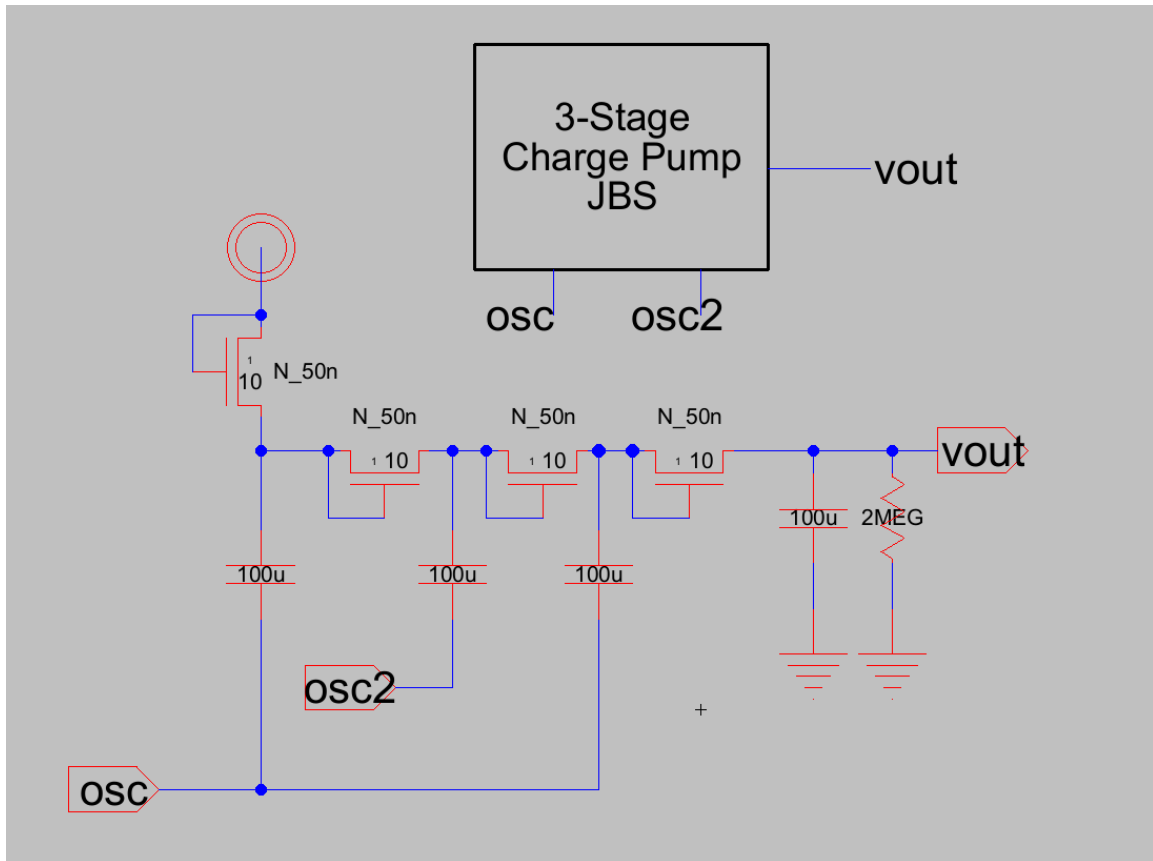 3-Stage
Charge Pump
JBS
vout
osc
osc2
1
10
N_50n
N_50n
N_50n
N_50n
1 10
1 10
1 10
vout
100u
2MEG
100u
100u
100u
osc2
osc